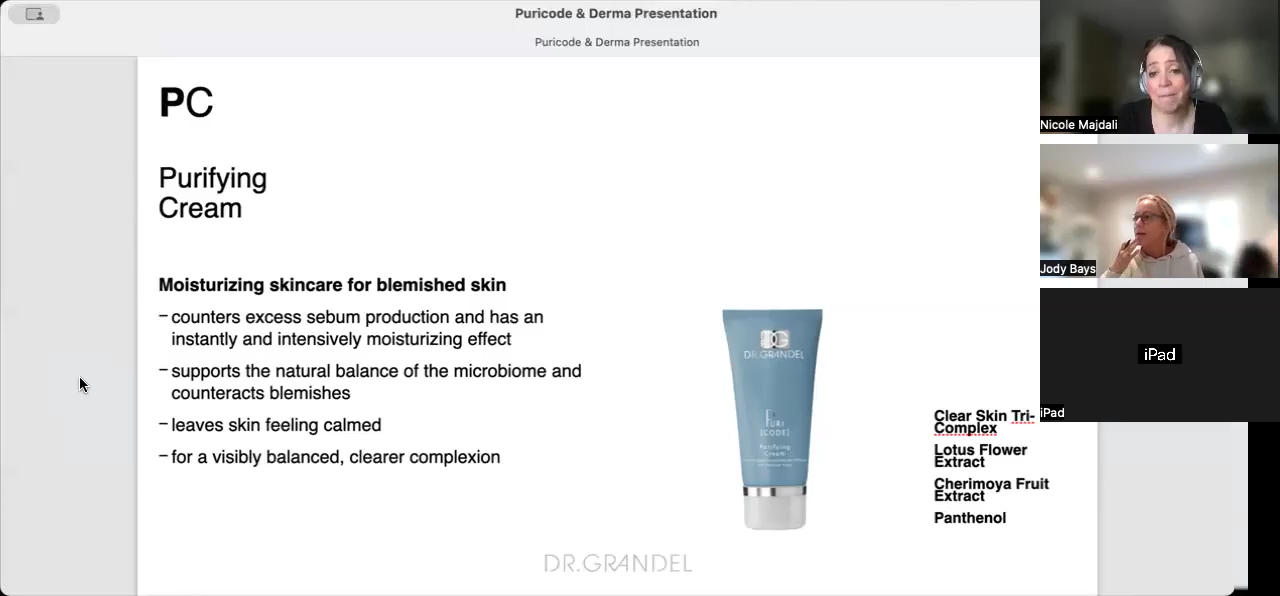 Puricode & Derma Presentation
Puricode & Derma Presentation
PC
Purifying
Cream
Moisturizing skincare for blemished skin
– counters excess sebum production and has an
instantly and intensively moisturizing effect
– supports the natural balance of the microbiome and
counteracts blemishes
– leaves skin feeling calmed
– for a visibly balanced, clearer complexion
DG
DR.GRANDEL
PURI
[CODE]
Purifying
Cream
Clear Skin Tri-
Complex
Lotus Flower
Extract
Cherimoya Fruit
Extract
Panthenol
DR.GRANDEL
Nicole Majdali
Jody Bays
iPad
iPad